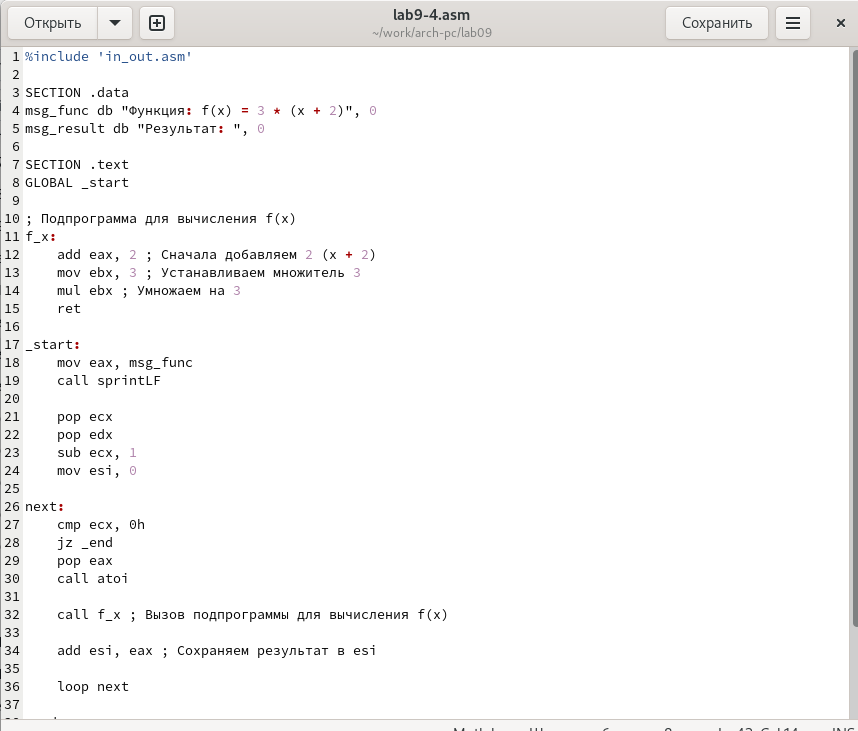 Открыть lab9-4.asm Сохранить
~/work/arch-pc/lab09
1 %include 'in_out.asm'
2
3 SECTION .data
4 msg_func db "Функция: f(x) = 3 * (x + 2)", 0
5 msg_result db "Результат: ", 0
6
7 SECTION .text
8 GLOBAL _start
9
10 ; Подпрограмма для вычисления f(x)
11 f_x:
12     add eax, 2 ; Сначала добавляем 2 (x + 2)
13     mov ebx, 3 ; Устанавливаем множитель 3
14     mul ebx ; Умножаем на 3
15     ret
16
17 _start:
18     mov eax, msg_func
19     call sprintLF
20
21     pop ecx
22     pop edx
23     sub ecx, 1
24     mov esi, 0
25
26 next:
27     cmp ecx, 0h
28     jz _end
29     pop eax
30     call atoi
31
32     call f_x ; Вызов подпрограммы для вычисления f(x)
33
34     add esi, eax ; Сохраняем результат в esi
35
36     loop next
37